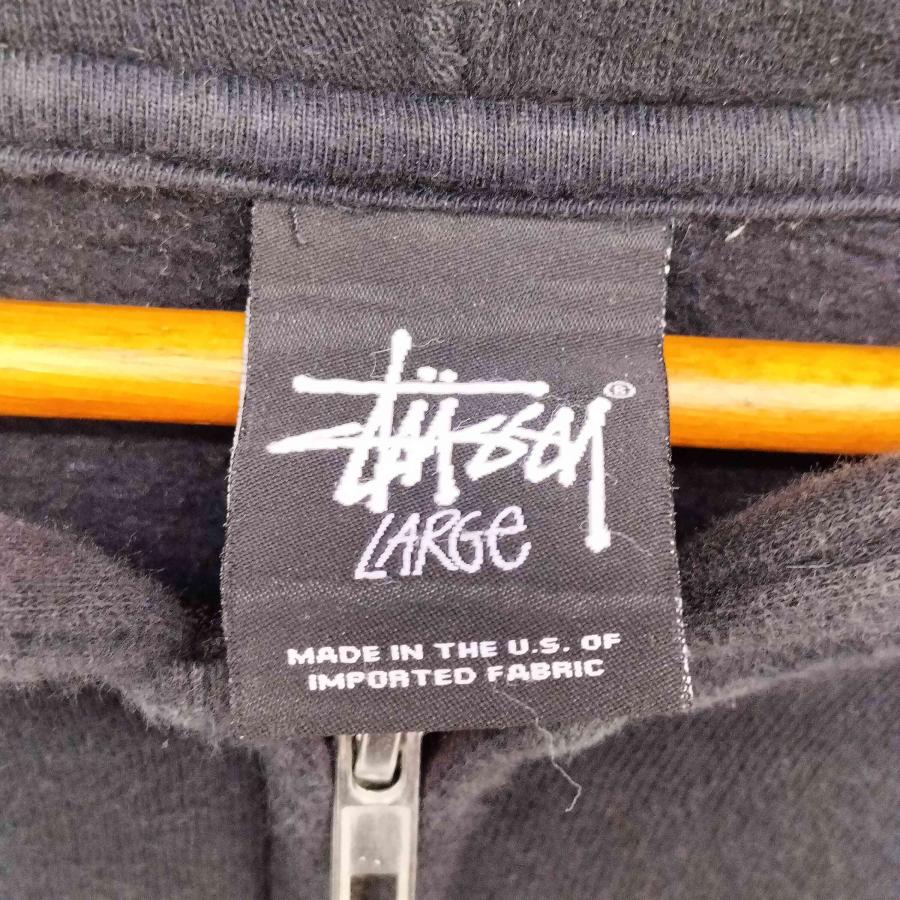 Stüssy®
LARGE
MADE IN THE U.S. OF
IMPORTED FABRIC